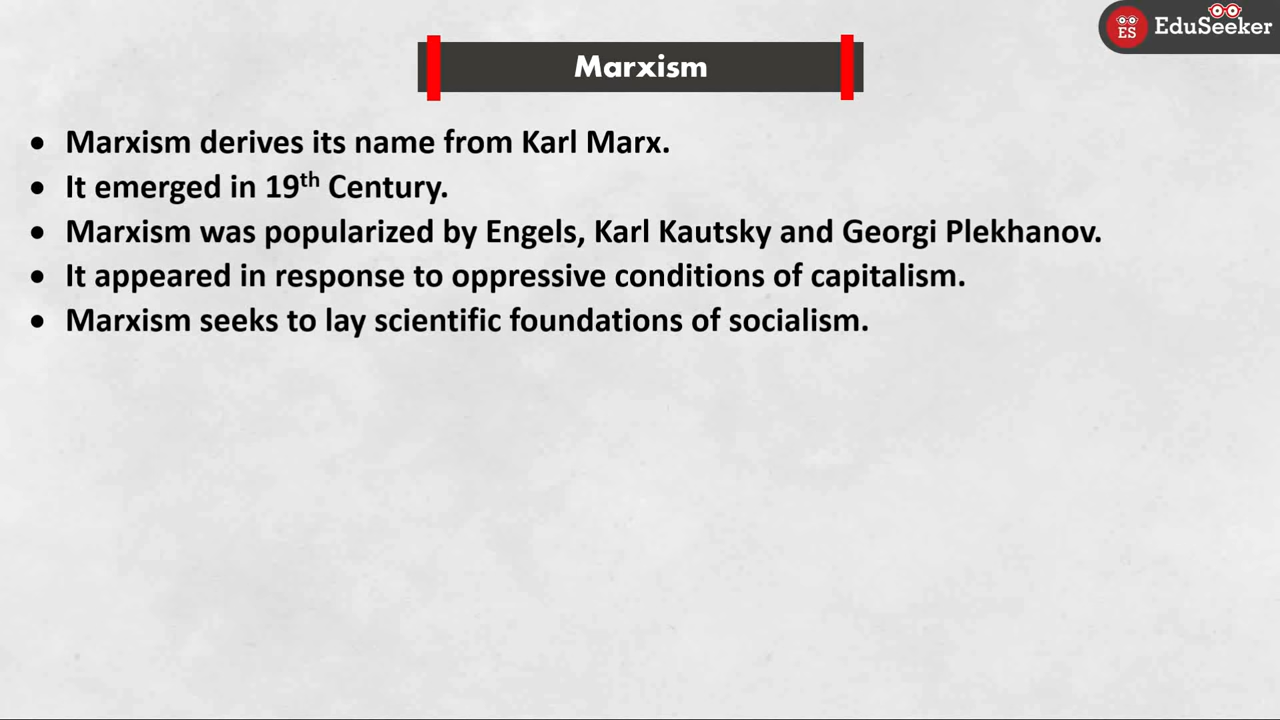 ES EduSeeker
Marxism
• Marxism derives its name from Karl Marx.
• It emerged in 19th Century.
• Marxism was popularized by Engels, Karl Kautsky and Georgi Plekhanov.
• It appeared in response to oppressive conditions of capitalism.
• Marxism seeks to lay scientific foundations of socialism.